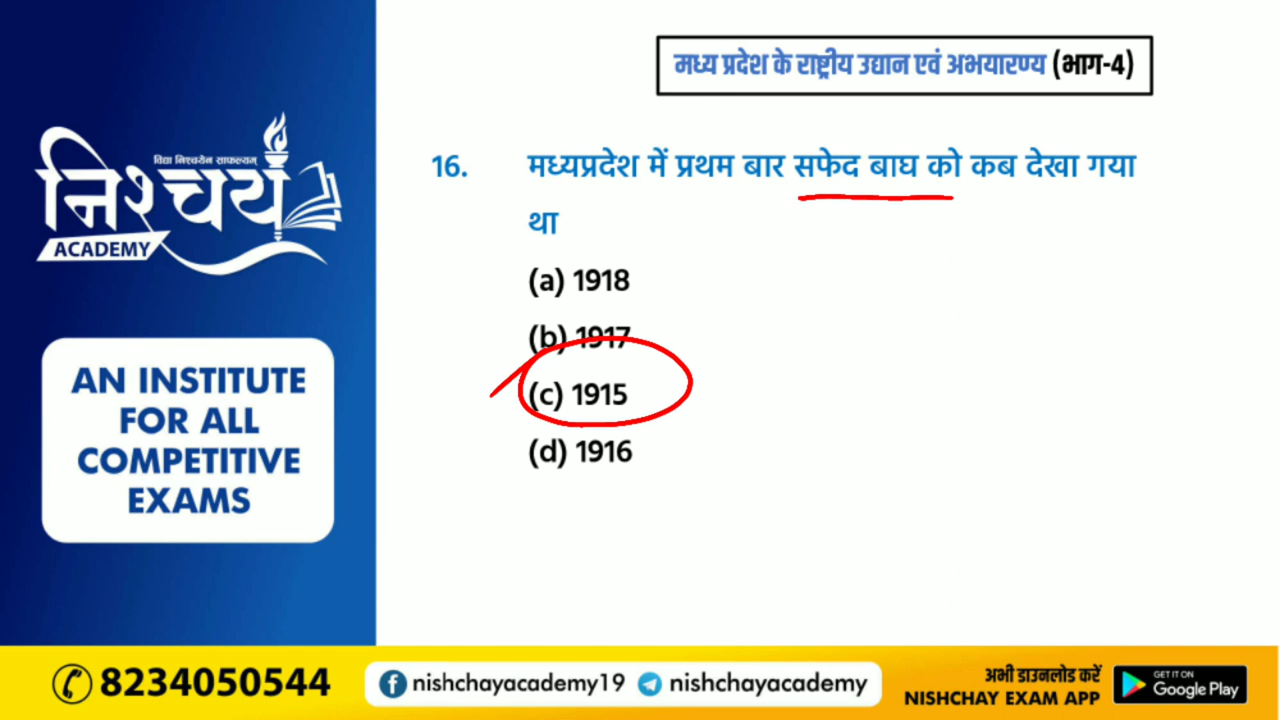 मध्य प्रदेश के राष्ट्रीय उद्यान एवं अभयारण्य (भाग-4)
विद्या निश्चयेन साफल्यम्
निश्चय
ACADEMY
AN INSTITUTE
FOR ALL
COMPETITIVE
EXAMS
16. मध्यप्रदेश में प्रथम बार सफेद बाघ को कब देखा गया
था
(a) 1918
(b) 1917
(c) 1915
(d) 1916
8234050544
nishchayacademy19
nishchayacademy
अभी डाउनलोड करें
NISHCHAY EXAM APP
GET IT ON
Google Play